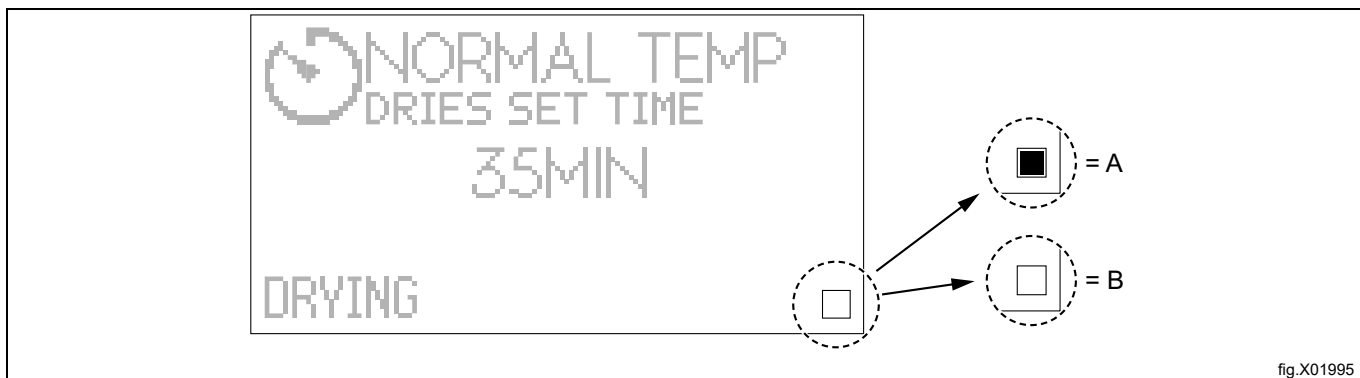 NORMAL TEMP
DRIES SET TIME
35MIN
DRYING
= A
= B
fig.X01995